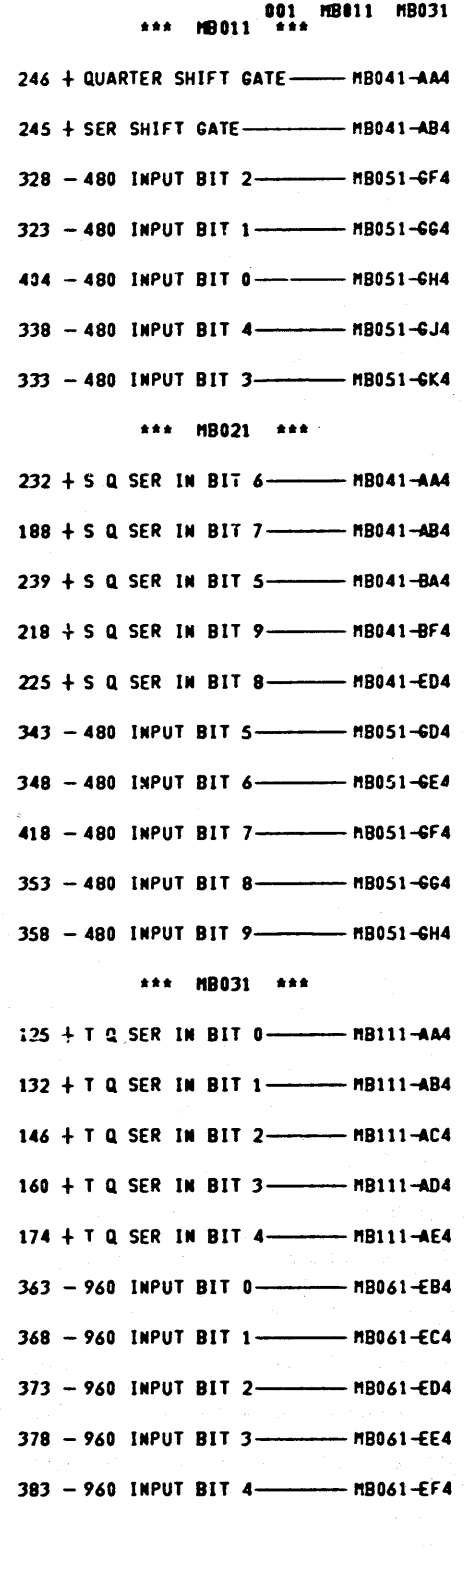 001 MB011 MB031
*** MB011 ***
246 + QUARTER SHIFT GATE——— MB041-AA4
245 + SER SHIFT GATE——— MB041-AB4
328 - 480 INPUT BIT 2——— MB051-GF4
323 - 480 INPUT BIT 1——— MB051-GG4
434 - 480 INPUT BIT 0——— MB051-GH4
338 - 480 INPUT BIT 4——— MB051-GJ4
333 - 480 INPUT BIT 3——— MB051-GK4
*** MB021 ***
232 + S Q SER IN BIT 6——— MB041-AA4
188 + S Q SER IN BIT 7——— MB041-AB4
239 + S Q SER IN BIT 5——— MB041-BA4
218 + S Q SER IN BIT 9——— MB041-BF4
225 + S Q SER IN BIT 8——— MB041-ED4
343 - 480 INPUT BIT 5——— MB051-GD4
348 - 480 INPUT BIT 6——— MB051-GE4
418 - 480 INPUT BIT 7——— MB051-GF4
353 - 480 INPUT BIT 8——— MB051-GG4
358 - 480 INPUT BIT 9——— MB051-GH4
*** MB031 ***
125 + T Q SER IN BIT 0——— MB111-AA4
132 + T Q SER IN BIT 1——— MB111-AB4
146 + T Q SER IN BIT 2——— MB111-AC4
160 + T Q SER IN BIT 3——— MB111-AD4
174 + T Q SER IN BIT 4——— MB111-AE4
363 - 960 INPUT BIT 0——— MB061-EB4
368 - 960 INPUT BIT 1——— MB061-EC4
373 - 960 INPUT BIT 2——— MB061-ED4
378 - 960 INPUT BIT 3——— MB061-EE4
383 - 960 INPUT BIT 4——— MB061-EF4